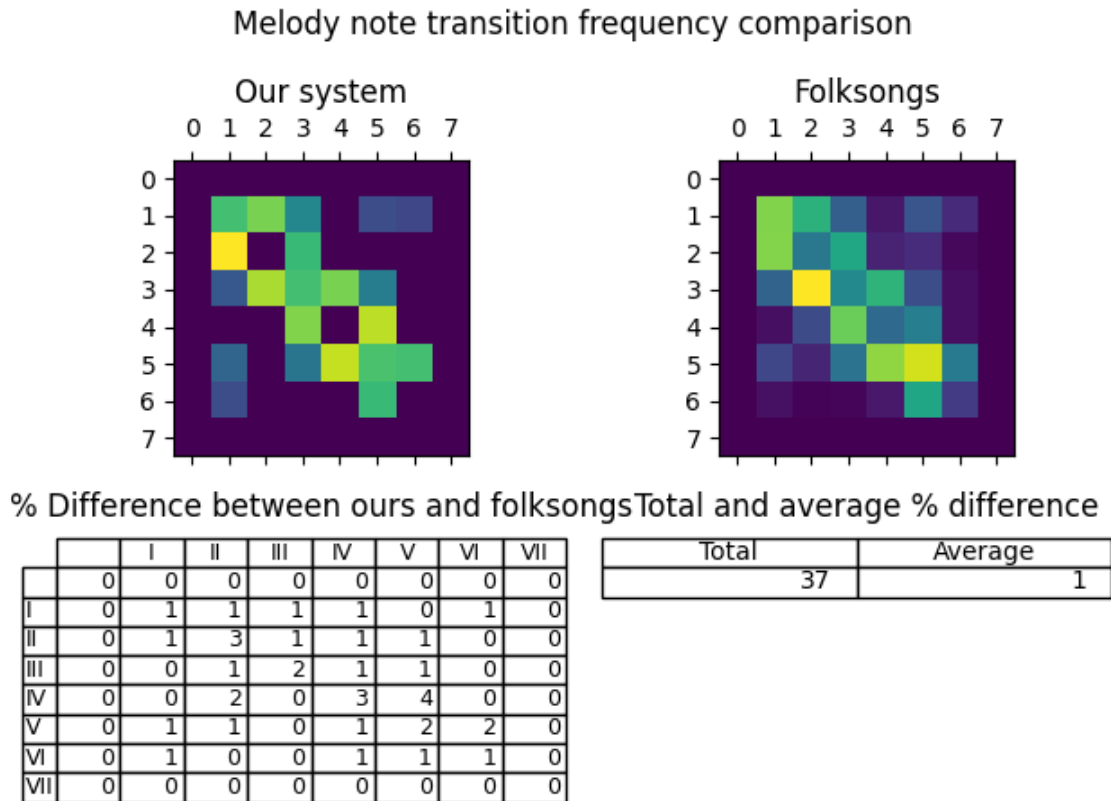 Melody note transition frequency comparison
Our system
Folksongs
0 1 2 3 4 5 6 7
0 1 2 3 4 5 6 7
0
1
2
3
4
5
6
7
0
1
2
3
4
5
6
7
% Difference between ours and folksongs
Total and average % difference
I II III IV V VI VII
0 0 0 0 0 0 0 0
I 0 1 1 1 1 0 1 0
II 0 1 3 1 1 1 0 0
III 0 0 1 2 1 1 0 0
IV 0 0 2 0 3 4 0 0
V 0 1 1 0 1 2 2 0
VI 0 1 0 0 1 1 1 0
VII 0 0 0 0 0 0 0 0
Total Average
37 1